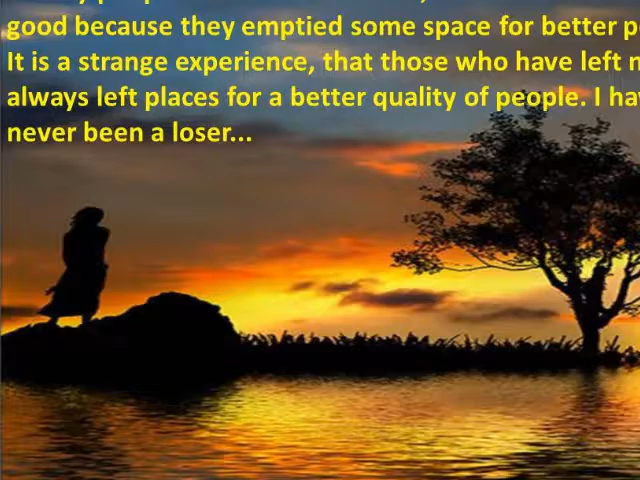 good because they emptied some space for better
It is a strange experience, that those who have left
always left places for a better quality of people. I
never been a loser...